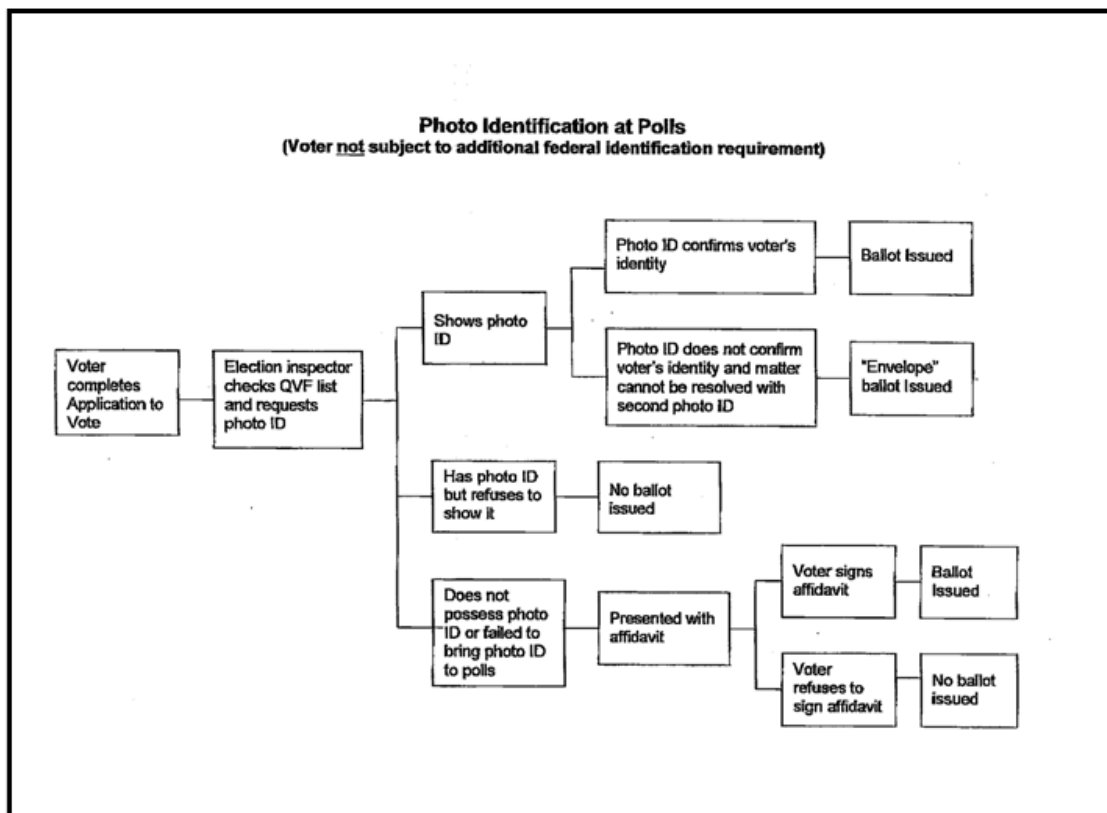 Photo Identification at Polls
(Voter not subject to additional federal identification requirement)
Voter
completes
Application to
Vote
Election inspector
checks QVF list
and requests
photo ID
Shows photo
ID
Photo ID confirms voter's
identity
Ballot Issued
Photo ID does not confirm
voter's identity and matter
cannot be resolved with
second photo ID
"Envelope"
ballot Issued
Has photo ID
but refuses to
show it
No ballot
issued
Does not
possess photo
ID or failed to
bring photo ID
to polls
Presented with
affidavit
Voter signs
affidavit
Ballot
Issued
Voter
refuses to
sign affidavit
No ballot
issued